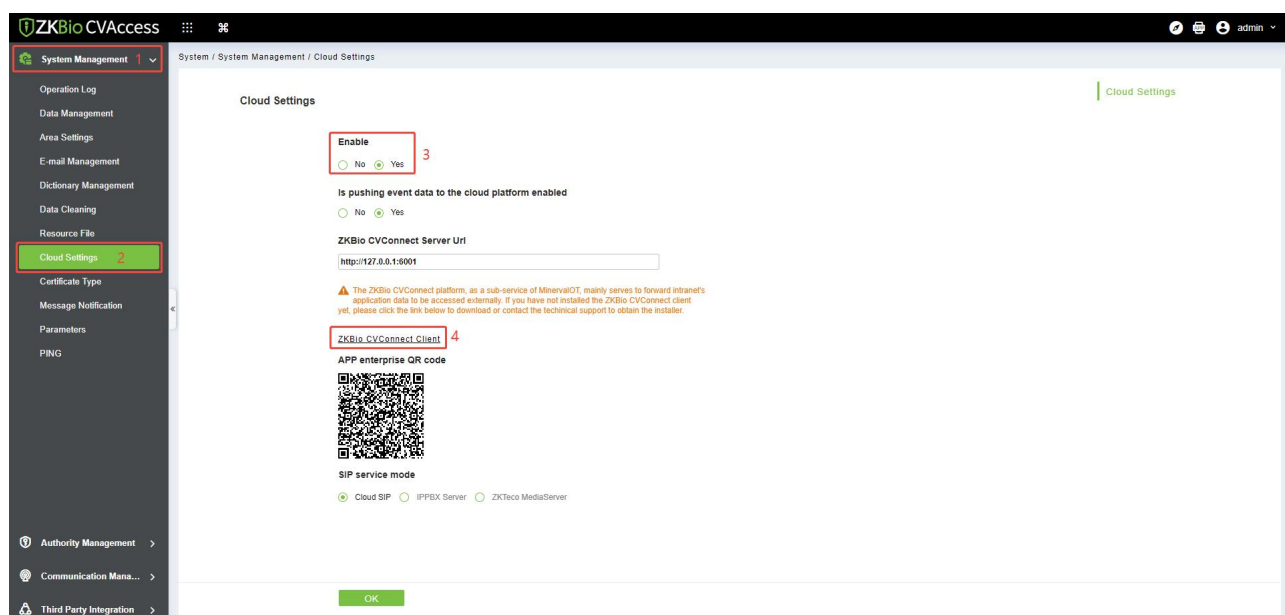 ZKBio CVAccess
admin
System Management 1
System / System Management / Cloud Settings
Operation Log
Data Management
Area Settings
E-mail Management
Dictionary Management
Data Cleaning
Resource File
Cloud Settings 2
Certificate Type
Message Notification
Parameters
PING
Authority Management
Communication Mana...
Third Party Integration
Cloud Settings
Cloud Settings
Enable
No Yes 3
Is pushing event data to the cloud platform enabled
No Yes
ZKBio CVConnect Server Url
http://127.0.0.1:6001
The ZKBio CVConnect platform, as a sub-service of MinervaIOT, mainly serves to forward intranet's
application data to be accessed externally. If you have not installed the ZKBio CVConnect client
yet, please click the link below to download or contact the techinical support to obtain the installer.
ZKBio CVConnect Client 4
APP enterprise QR code
SIP service mode
Cloud SIP IPPBX Server ZKTeco MediaServer
OK